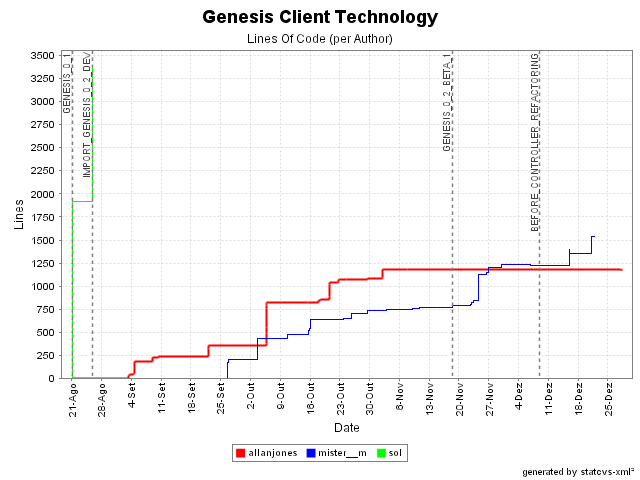 Genesis Client Technology
Lines Of Code (per Author)
Lines
3500
3250
3000
2750
2500
2250
2000
1750
1500
1250
1000
750
500
250
0
GENESIS_0_1
IMPORT_GENESIS_0_2_DEV
GENESIS_0_2_BETA_1
BEFORE_CONTROLLER_REFACTORING
21-Ago
28-Ago
4-Set
11-Set
18-Set
25-Set
2-Out
9-Out
16-Out
23-Out
30-Out
6-Nov
13-Nov
20-Nov
27-Nov
4-Dez
11-Dez
18-Dez
25-Dez
Date
allanjones mister__m sol
generated by statcvs-xml²